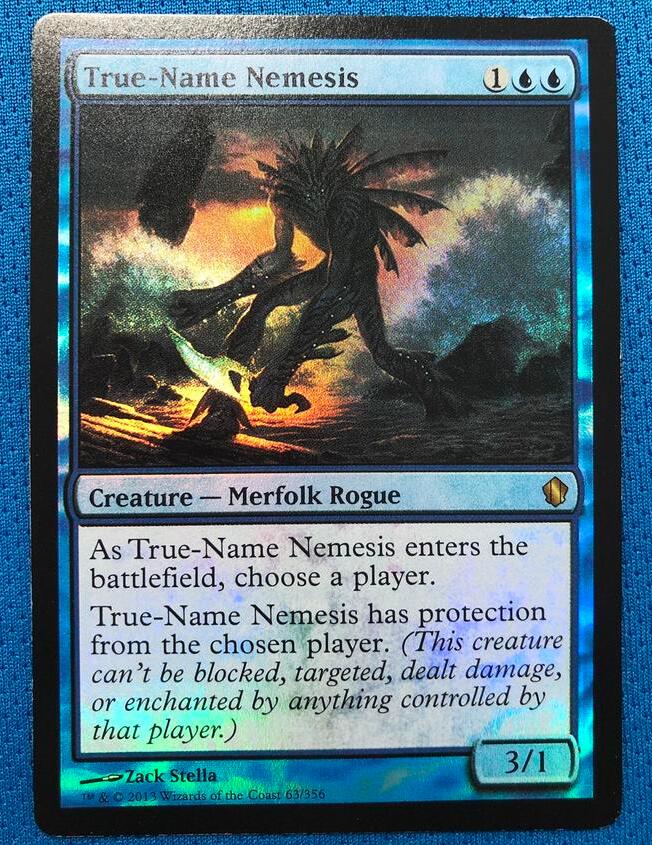 True-Name Nemesis 1
Creature — Merfolk Rogue
As True-Name Nemesis enters the
battlefield, choose a player.
True-Name Nemesis has protection
from the chosen player. (This creature
can't be blocked, targeted, dealt damage,
or enchanted by anything controlled by
that player.)
3/1
Zack Stella
™ & © 2013 Wizards of the Coast 63/356